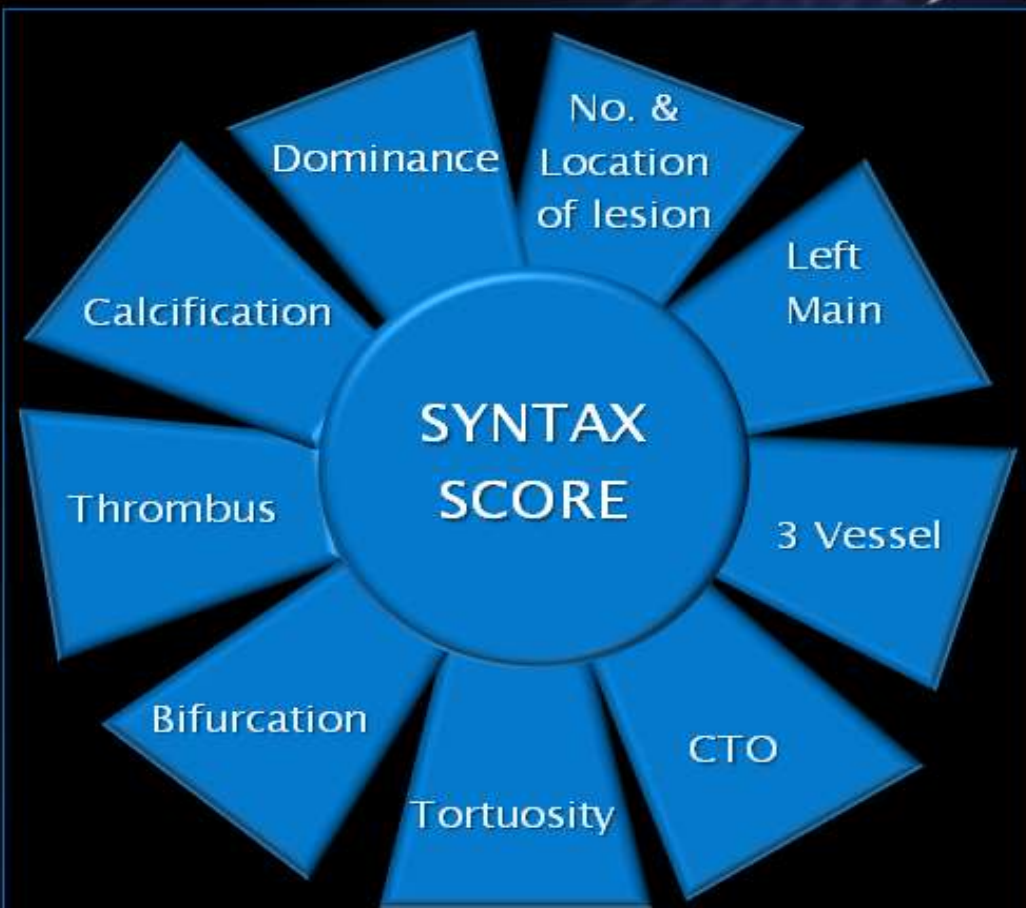 Dominance
No. &
Location
of lesion
Left
Main
Calcification
SYNTAX
SCORE
Thrombus
3 Vessel
Bifurcation
CTO
Tortuosity